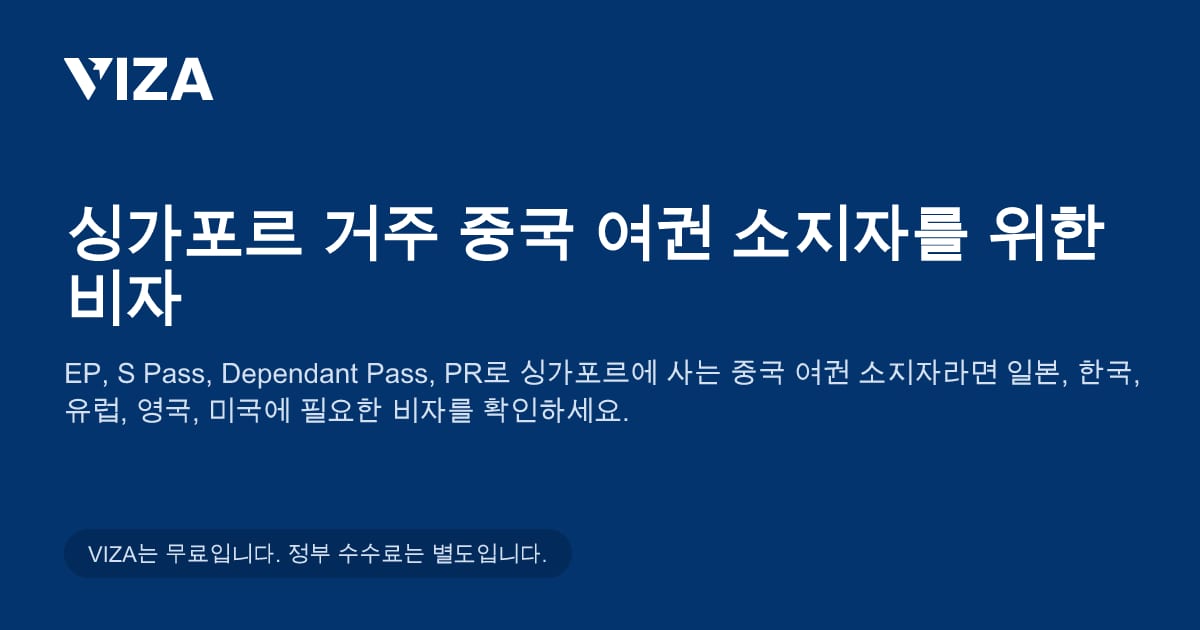 VIZA
싱가포르 거주 중국 여권 소지자를 위한
비자
EP, S Pass, Dependant Pass, PR로 싱가포르에 사는 중국 여권 소지자라면 일본, 한국,
유럽, 영국, 미국에 필요한 비자를 확인하세요.
VIZA는 무료입니다. 정부 수수료는 별도입니다.